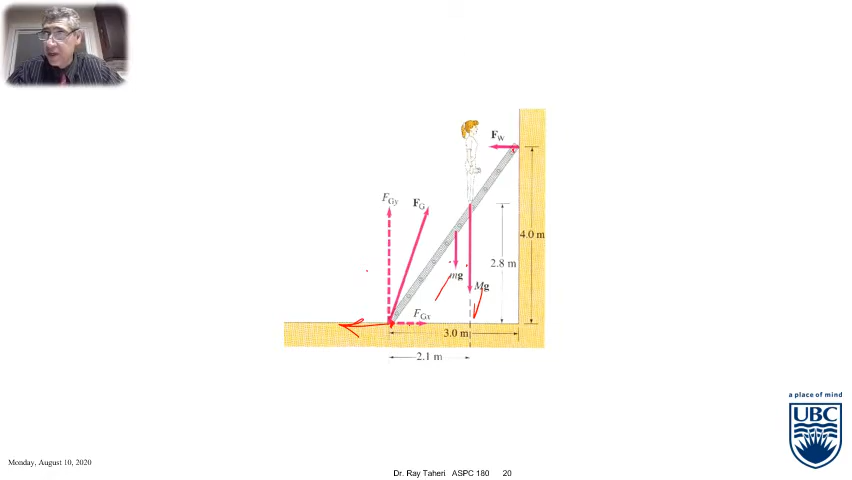 F_W
F_Gy
F_G
4.0 m
2.8 m
mg
Mg
F_Gx
3.0 m
2.1 m
a place of mind
UBC
Monday, August 10, 2020
Dr. Ray Taheri ASPC 180 20